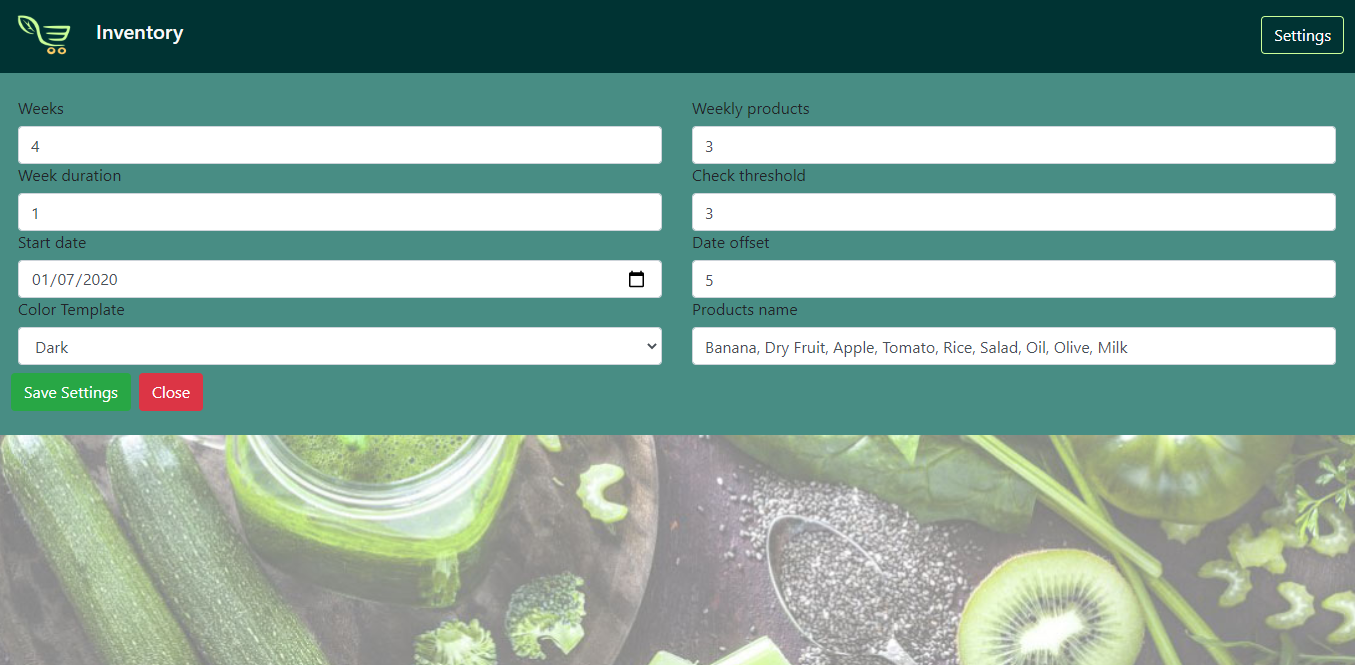 Inventory
Settings
Weeks
Weekly products
4
3
Week duration
Check threshold
1
3
Start date
Date offset
01/07/2020
5
Color Template
Products name
Dark
Banana, Dry Fruit, Apple, Tomato, Rice, Salad, Oil, Olive, Milk
Save Settings
Close